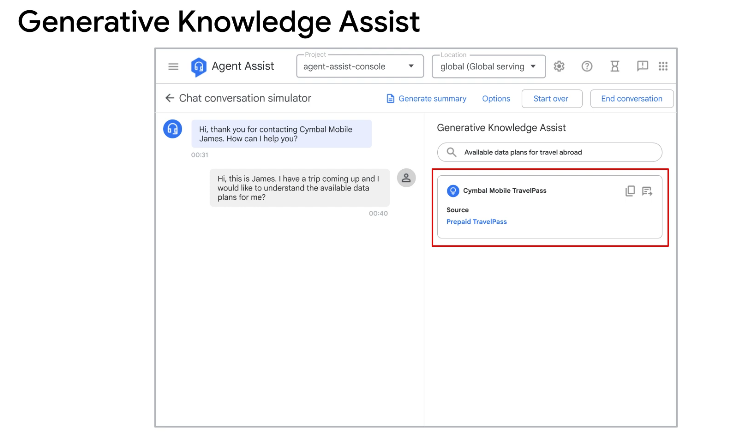 Generative Knowledge Assist
Agent Assist
Project
agent-assist-console
Location
global (Global serving
Chat conversation simulator
Generate summary
Options
Start over
End conversation
Hi, thank you for contacting Cymbal Mobile
James. How can I help you?
00:31
Hi, this is James. I have a trip coming up and I
would like to understand the available data
plans for me?
00:40
Generative Knowledge Assist
Available data plans for travel abroad
Cymbal Mobile TravelPass
Source
Prepaid TravelPass